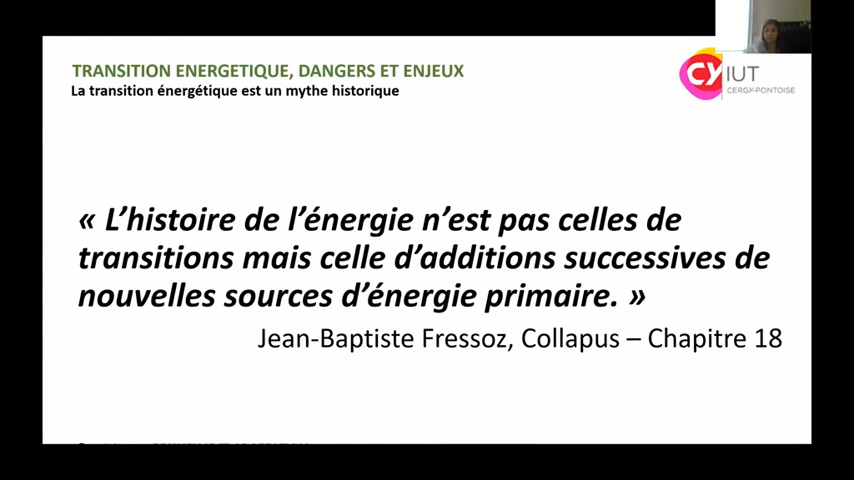 TRANSITION ENERGETIQUE, DANGERS ET ENJEUX
La transition énergétique est un mythe historique
CY IUT
CERGY-PONTOISE
« L’histoire de l’énergie n’est pas celles de
transitions mais celle d’additions successives de
nouvelles sources d’énergie primaire. »
Jean-Baptiste Fressoz, Collapus – Chapitre 18